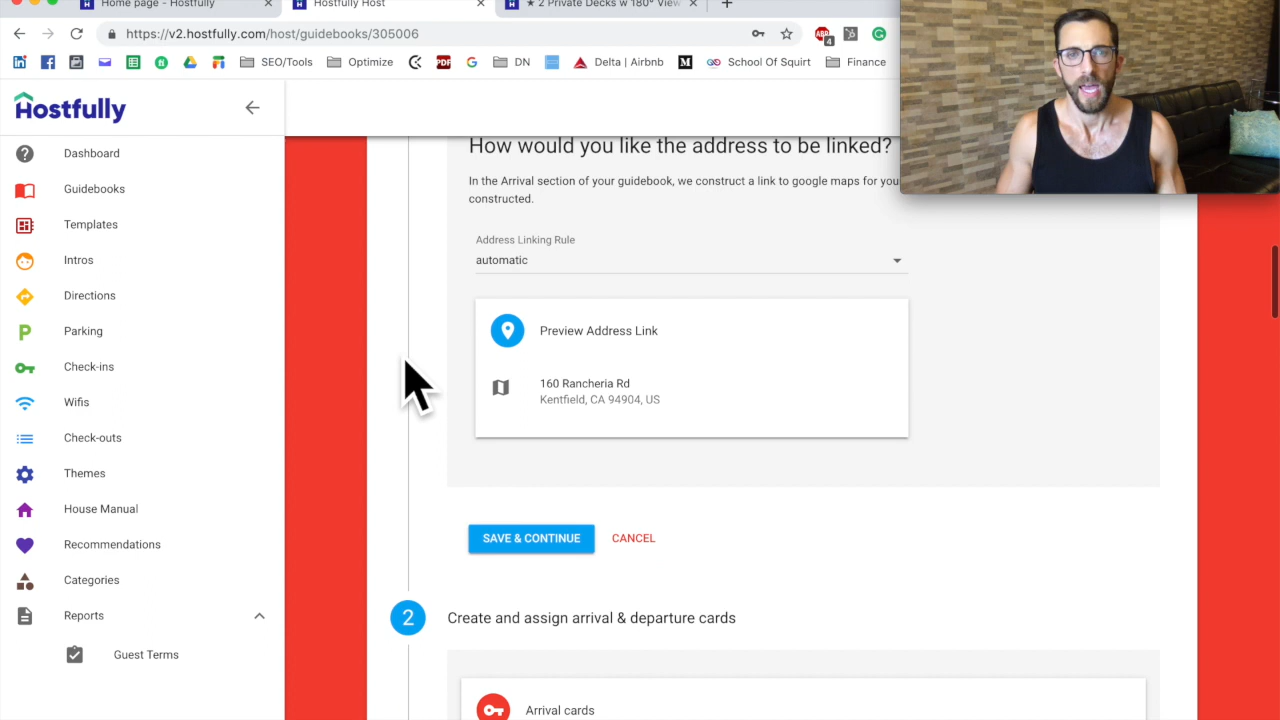 Home page - Hostfully
Hostfully Host
★ 2 Private Decks w 180° View
https://v2.hostfully.com/host/guidebooks/305006
ABP
4
SEO/Tools
Optimize
PDF
DN
Delta | Airbnb
School Of Squirt
Finance
Hostfully
Dashboard
Guidebooks
Templates
Intros
Directions
Parking
Check-ins
Wifis
Check-outs
Themes
House Manual
Recommendations
Categories
Reports
Guest Terms
How would you like the address to be linked?
In the Arrival section of your guidebook, we construct a link to google maps for you
constructed.
Address Linking Rule
automatic
Preview Address Link
160 Rancheria Rd
Kentfield, CA 94904, US
SAVE & CONTINUE
CANCEL
2
Create and assign arrival & departure cards
Arrival cards